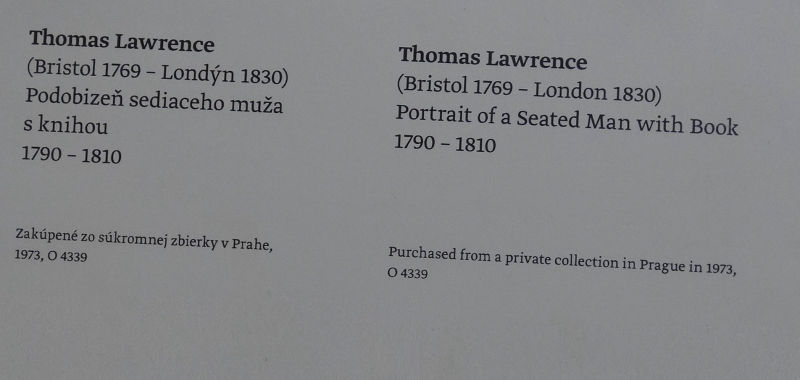 Thomas Lawrence
(Bristol 1769 – Londýn 1830)
Podobizeň sediaceho muža
s knihou
1790 – 1810
Zakúpené zo súkromnej zbierky v Prahe,
1973, O 4339
Thomas Lawrence
(Bristol 1769 – London 1830)
Portrait of a Seated Man with Book
1790 – 1810
Purchased from a private collection in Prague in 1973,
O 4339